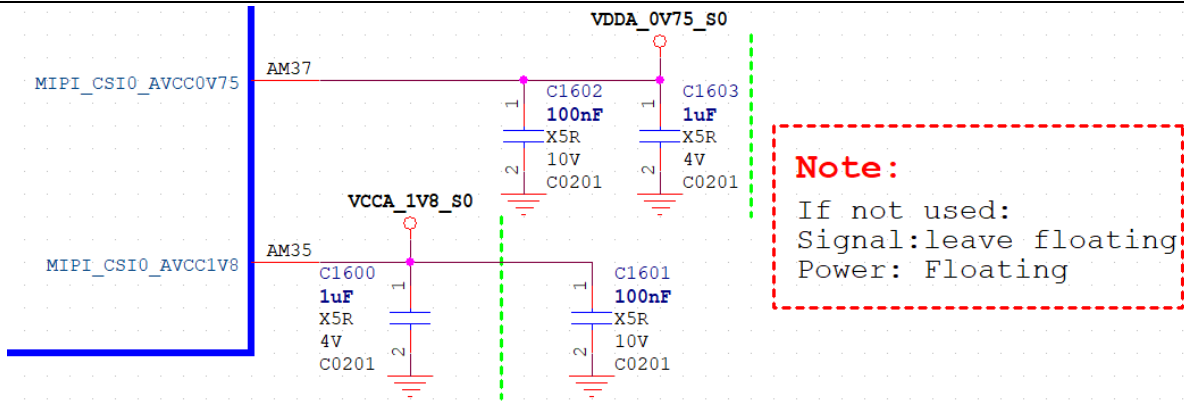 VDDA_0V75_S0
MIPI_CSI0_AVCC0V75
AM37
1
C1602
100nF
X5R
10V
C0201
2
1
C1603
1uF
X5R
4V
C0201
2
VCCA_1V8_S0
MIPI_CSI0_AVCC1V8
AM35
C1600
1uF
X5R
4V
C0201
1
2
1
C1601
100nF
X5R
10V
C0201
2
Note:
If not used:
Signal:leave floating
Power: Floating